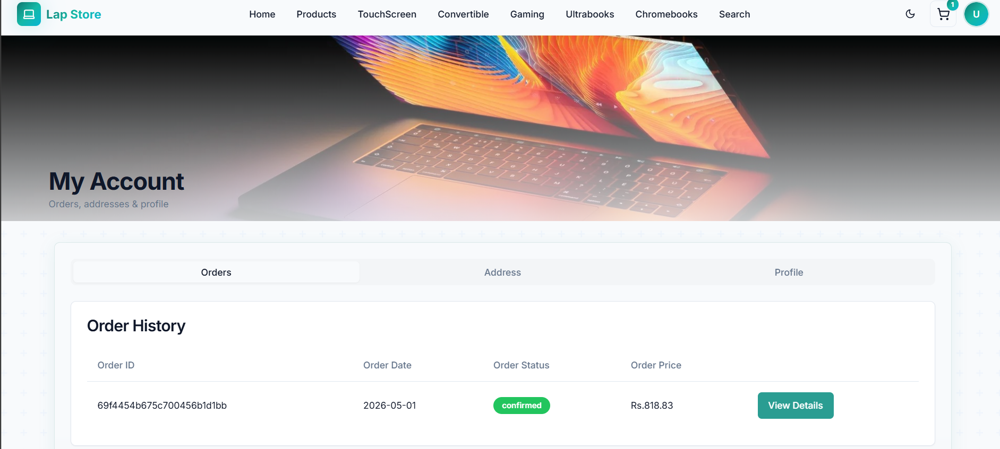 Lap Store
Home Products TouchScreen Convertible Gaming Ultrabooks Chromebooks Search
1
U
My Account
Orders, addresses & profile
Orders Address Profile
Order History
Order ID Order Date Order Status Order Price
69f4454b675c700456b1d1bb 2026-05-01 confirmed Rs.818.83 View Details